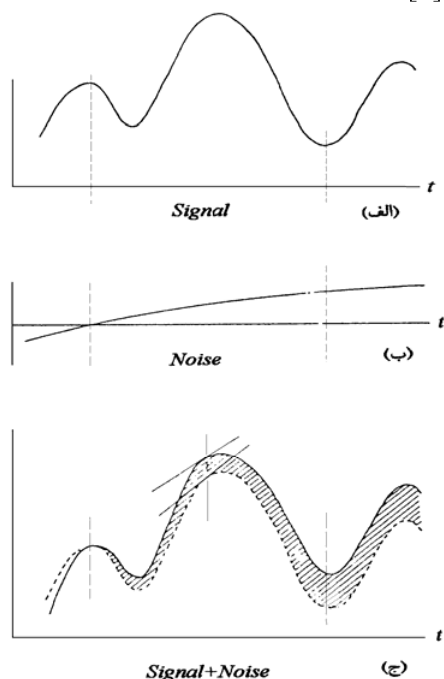 t
Signal
(الف)
t
Noise
(ب)
t
Signal+Noise
(ج)